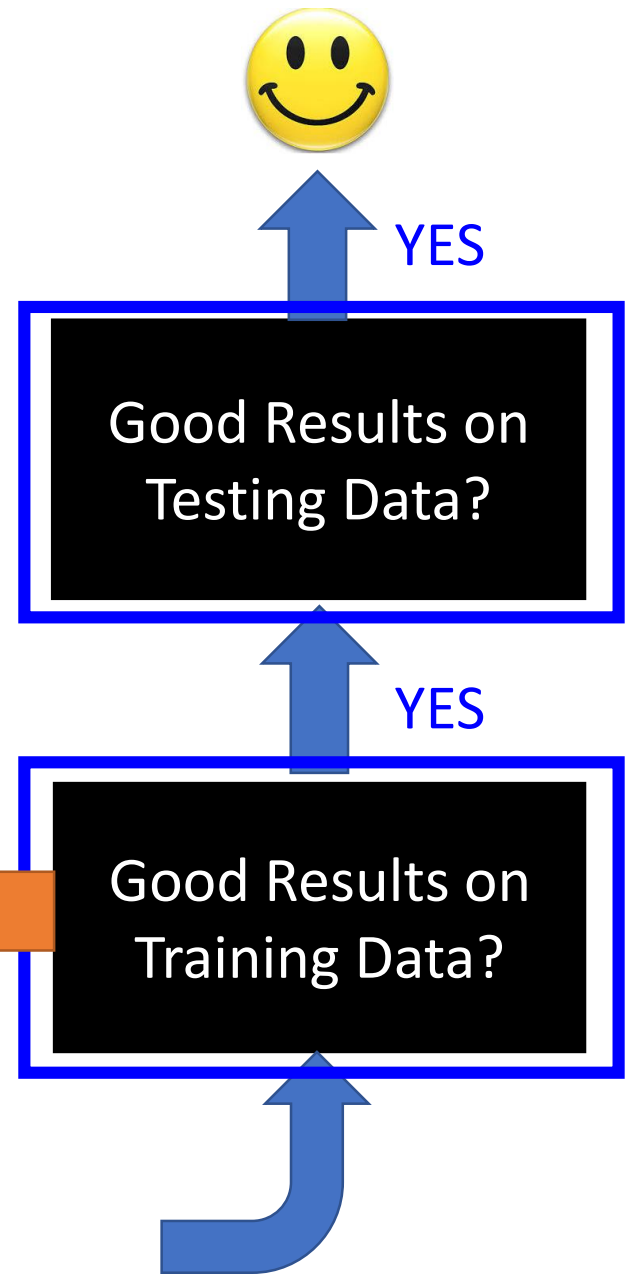 YES
Good Results on
Testing Data?
YES
Good Results on
Training Data?